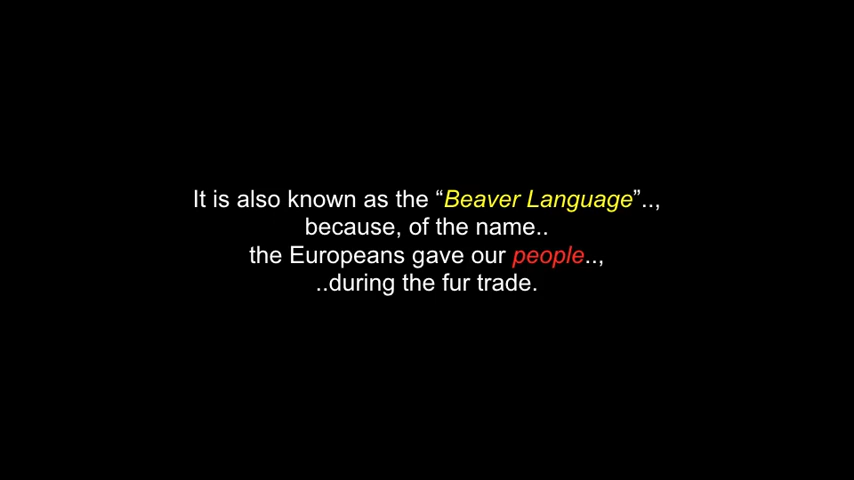 It is also known as the “Beaver Language”..,
because, of the name..
the Europeans gave our people..,
..during the fur trade.